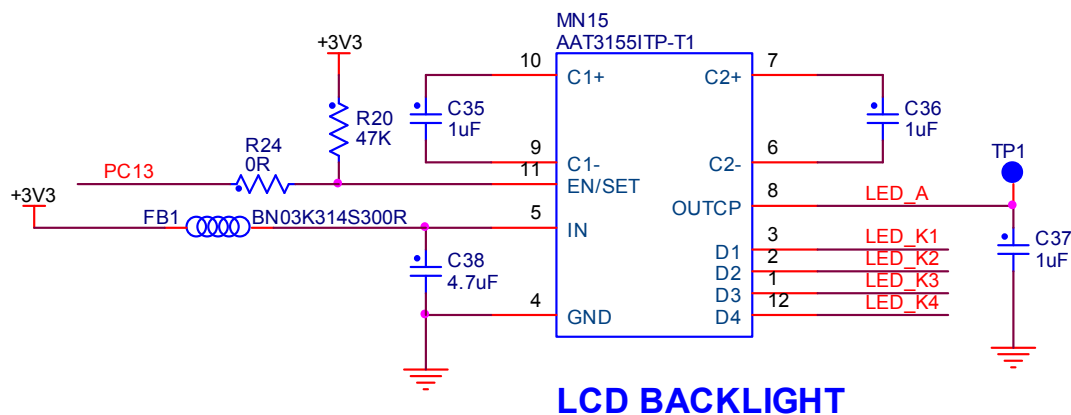 MN15
AAT3155ITP-T1
+3V3
10
C1+
C2+
7
C35
1uF
C36
1uF
R20
47K
R24
0R
9
C1-
C2-
6
TP1
PC13
11
EN/SET
8
OUTCP
LED_A
+3V3
FB1
BN03K314S300R
5
IN
3
D1
LED_K1
C37
1uF
2
D2
LED_K2
C38
4.7uF
1
D3
LED_K3
4
GND
12
D4
LED_K4
LCD BACKLIGHT